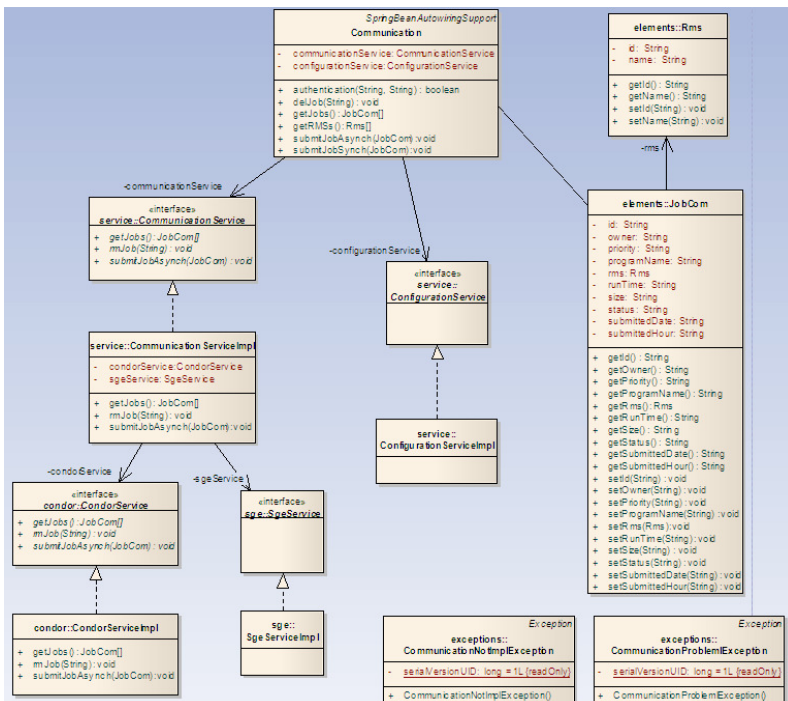 SpringBeanAutowiringSupport
Communication
- communicationService: CommunicationService
- configurationService: ConfigurationService
+ authentication(String, String) : boolean
+ delJob(String) : void
+ getJobs() : JobCom[]
+ getRMSs() : Rms[]
+ submitJobAsynch(JobCom) : void
+ submitJobSynch(JobCom) : void
elements::Rms
- id: String
- name: String
+ getId() : String
+ getName() : String
+ setId(String) : void
+ setName(String) : void
-rms
-communicationService
«interface»
service::Communication Service
+ getJobs() : JobCom[]
+ rmJob(String) : void
+ submitJobAsynch(JobCom) : void
-configurationService
«interface»
service::
ConfigurationService
elements::JobCom
- id: String
- owner: String
- priority: String
- programName: String
- rms: Rms
- runTime: String
- size: String
- status: String
- submittedDate: String
- submittedHour: String
+ getId() : String
+ getOwner() : String
+ getPriority() : String
+ getProgramName() : String
+ getRms() : Rms
+ getRunTime() : String
+ getSize() : String
+ getStatus() : String
+ getSubmittedDate() : String
+ getSubmittedHour() : String
+ setId(String) : void
+ setOwner(String) : void
+ setPriority(String) : void
+ setProgramName(String) : void
+ setRms(Rms) : void
+ setRunTime(String) : void
+ setSize(String) : void
+ setStatus(String) : void
+ setSubmittedDate(String) : void
+ setSubmittedHour(String) : void
service::Communication ServiceImpl
- condorService: CondorService
- sgeService: SgeService
+ getJobs() : JobCom[]
+ rmJob(String) : void
+ submitJobAsynch(JobCom) : void
service::
Configuration ServiceImpl
-condorService
-sgeService
«interface»
condor::CondorService
+ getJobs() : JobCom[]
+ rmJob(String) : void
+ submitJobAsynch(JobCom) : void
«interface»
sge::SgeService
condor::CondorServiceImpl
+ getJobs() : JobCom[]
+ rmJob(String) : void
+ submitJobAsynch(JobCom) : void
sge::
Sge ServiceImpl
Exception
exceptions::
CommunicationNotImplException
- serialVersionUID: long = 1L {readOnly}
+ CommunicationNotImplException()
Exception
exceptions::
CommunicationProblemException
- serialVersionUID: long = 1L {readOnly}
+ CommunicationProblemException()